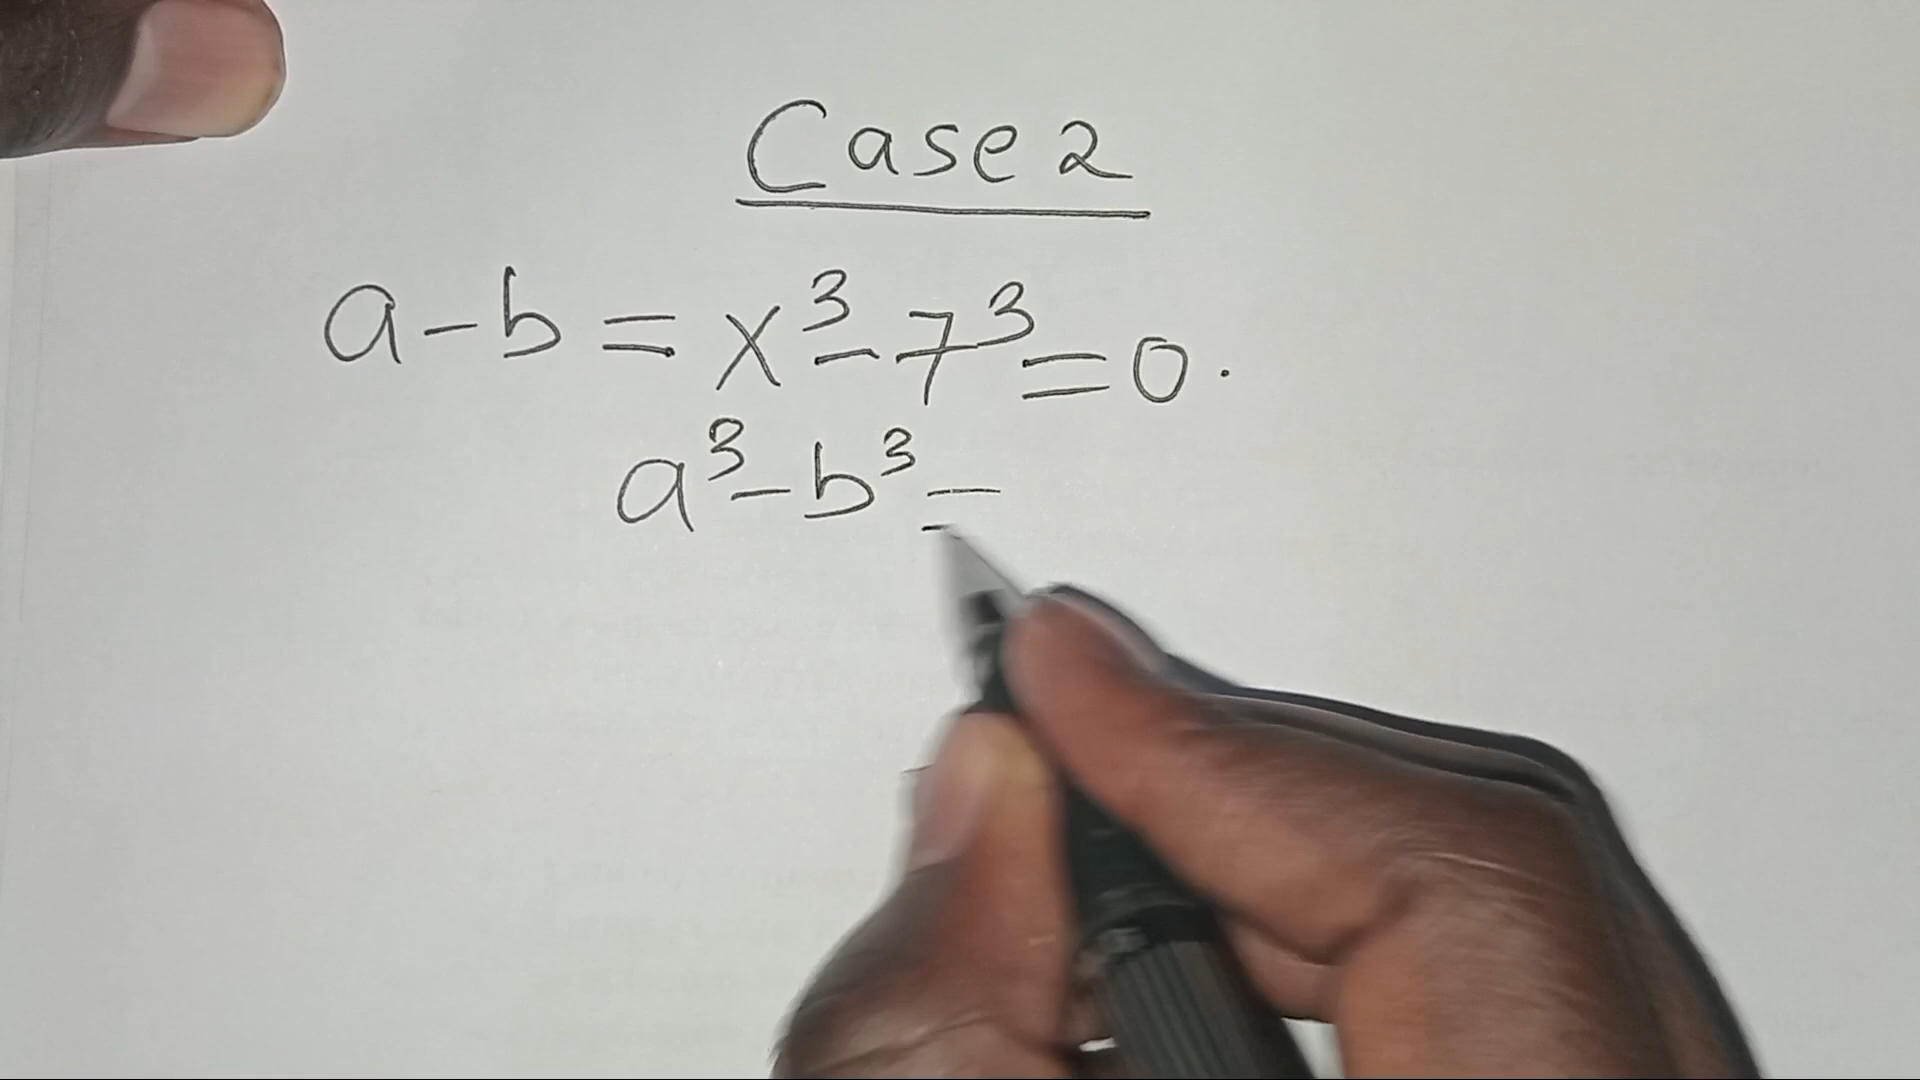 Case 2
a-b = x³-7³=0.
a³-b³=